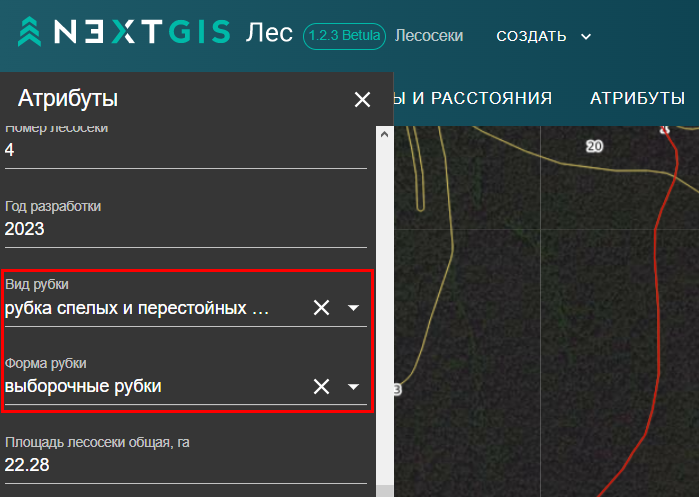 NEXTGIS Лес 1.2.3 Betula Лесосеки СОЗДАТЬ
Атрибуты
Ы И РАССТОЯНИЯ АТРИБУТЫ
Номер лесосеки
4
20
Год разработки
2023
Вид рубки
рубка спелых и перестойных ...
Форма рубки
выборочные рубки
3
Площадь лесосеки общая, га
22.28